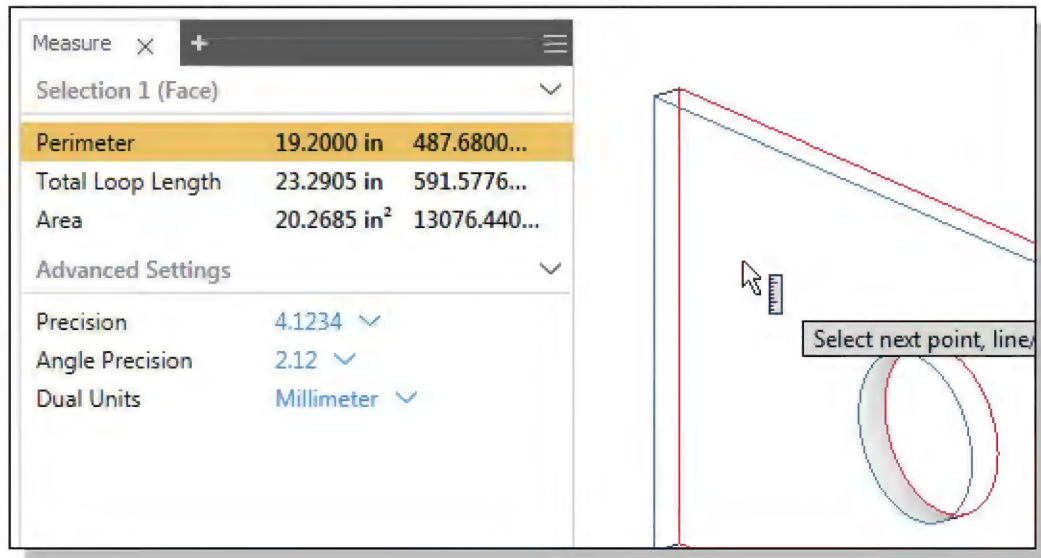 Measure
Selection 1 (Face)
Perimeter 19.2000 in 487.6800...
Total Loop Length 23.2905 in 591.5776...
Area 20.2685 in² 13076.440...
Advanced Settings
Precision 4.1234
Angle Precision 2.12
Dual Units Millimeter
Select next point, line/